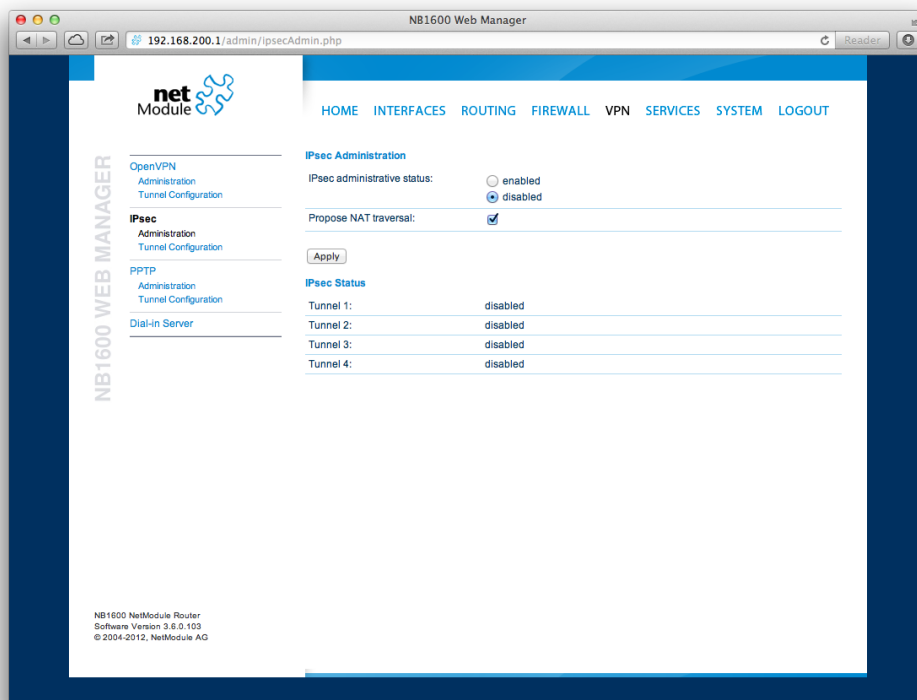 NB1600 Web Manager
192.168.200.1/admin/ipsecAdmin.php
Reader
net
Module
HOME INTERFACES ROUTING FIREWALL VPN SERVICES SYSTEM LOGOUT
NB1600 WEB MANAGER
OpenVPN
Administration
Tunnel Configuration
IPsec
Administration
Tunnel Configuration
PPTP
Administration
Tunnel Configuration
Dial-in Server
IPsec Administration
IPsec administrative status:
enabled
disabled
Propose NAT traversal:
Apply
IPsec Status
Tunnel 1: disabled
Tunnel 2: disabled
Tunnel 3: disabled
Tunnel 4: disabled
NB1600 NetModule Router
Software Version 3.6.0.103
© 2004-2012, NetModule AG